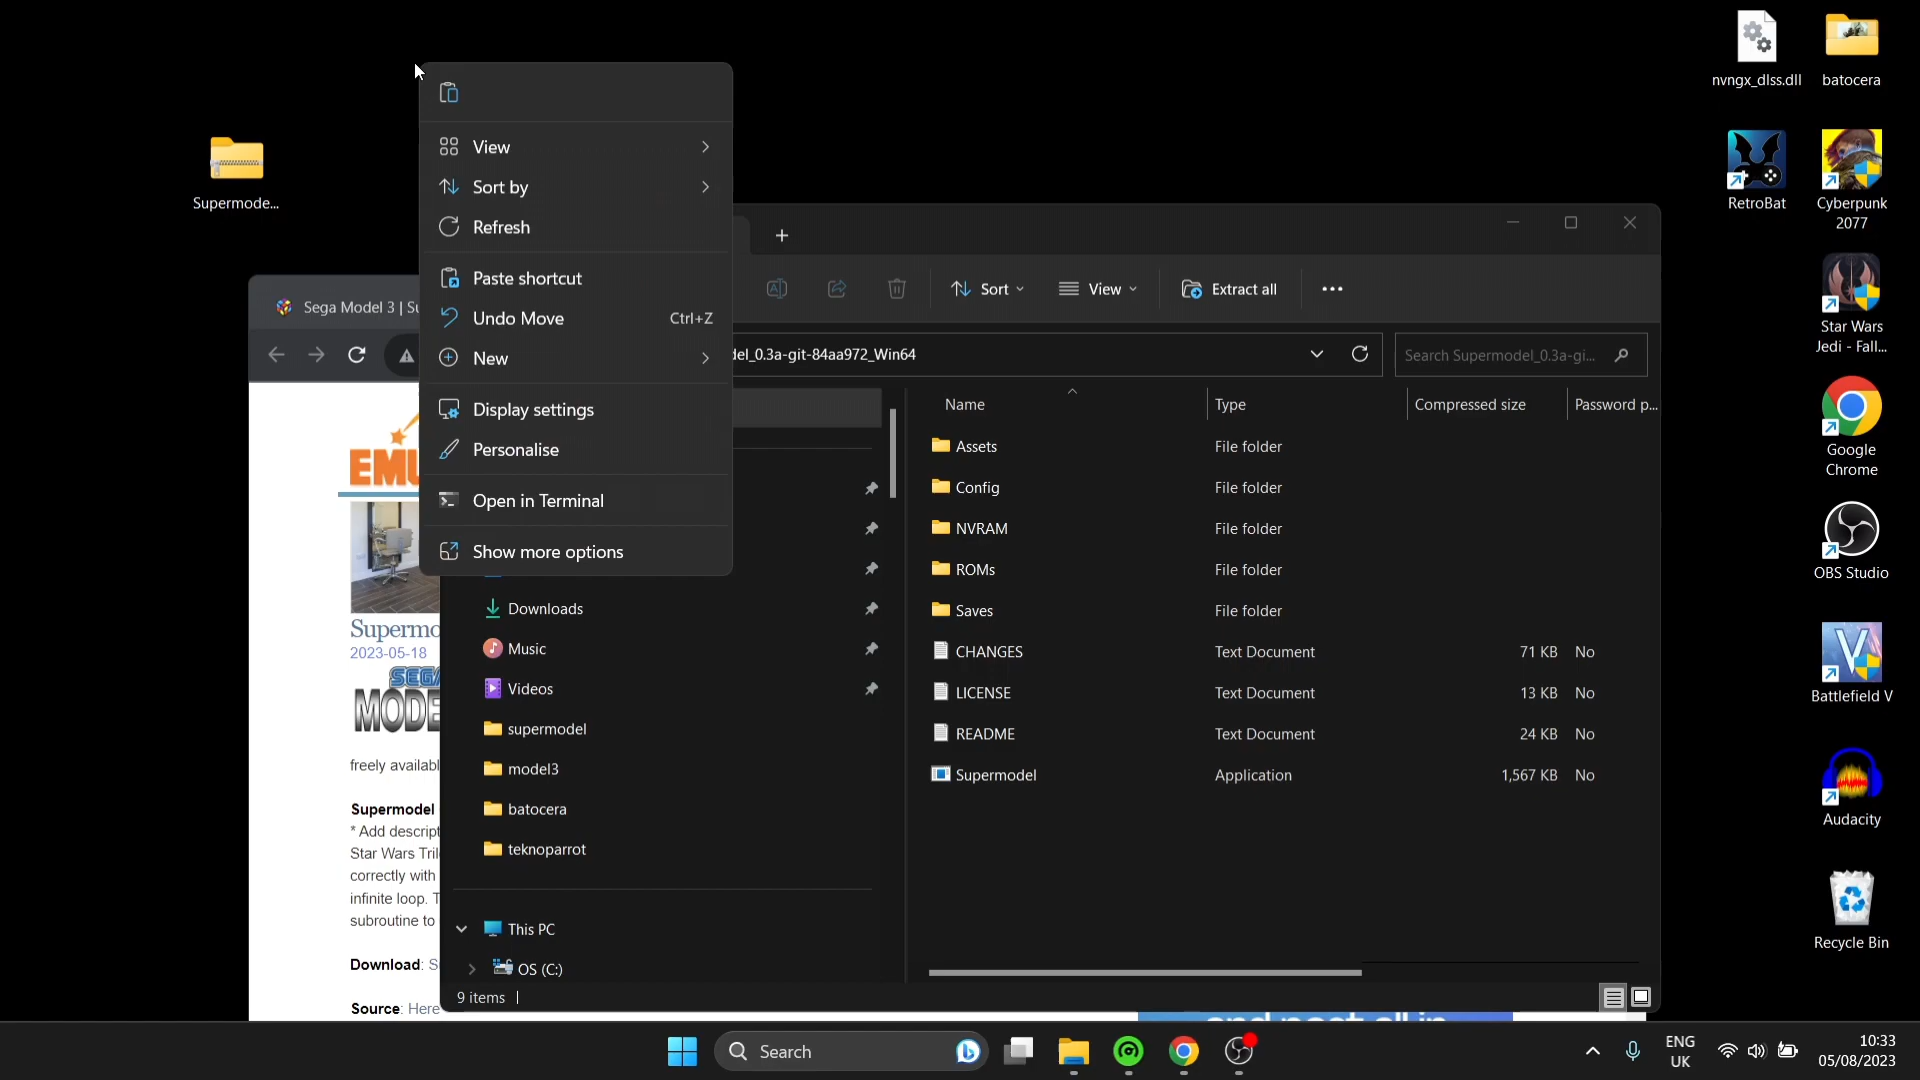 nvngx_dlss.dll
batocera
Supermode...
RetroBat
Cyberpunk
2077
Star Wars
Jedi - Fall...
Google
Chrome
OBS Studio
Battlefield V
Audacity
Recycle Bin
View
Sort by
Refresh
Paste shortcut
Undo Move
Ctrl+Z
New
Display settings
Personalise
Open in Terminal
Show more options
Sega Model 3 | Su
EMU
Supermo
2023-05-18
SEGA
MODE
freely availabl
Supermodel
* Add descript
Star Wars Tril
correctly with
infinite loop. T
subroutine to
Download: S
Source: Here
+
Sort
View
Extract all
del_0.3a-git-84aa972_Win64
Search Supermodel_0.3a-gi...
Name
Type
Compressed size
Password p...
Assets
File folder
Config
File folder
NVRAM
File folder
ROMs
File folder
Saves
File folder
CHANGES
Text Document
71 KB
No
LICENSE
Text Document
13 KB
No
README
Text Document
24 KB
No
Supermodel
Application
1,567 KB
No
Downloads
Music
Videos
supermodel
model3
batocera
teknoparrot
This PC
OS (C:)
9 items
Search
ENG
UK
10:33
05/08/2023